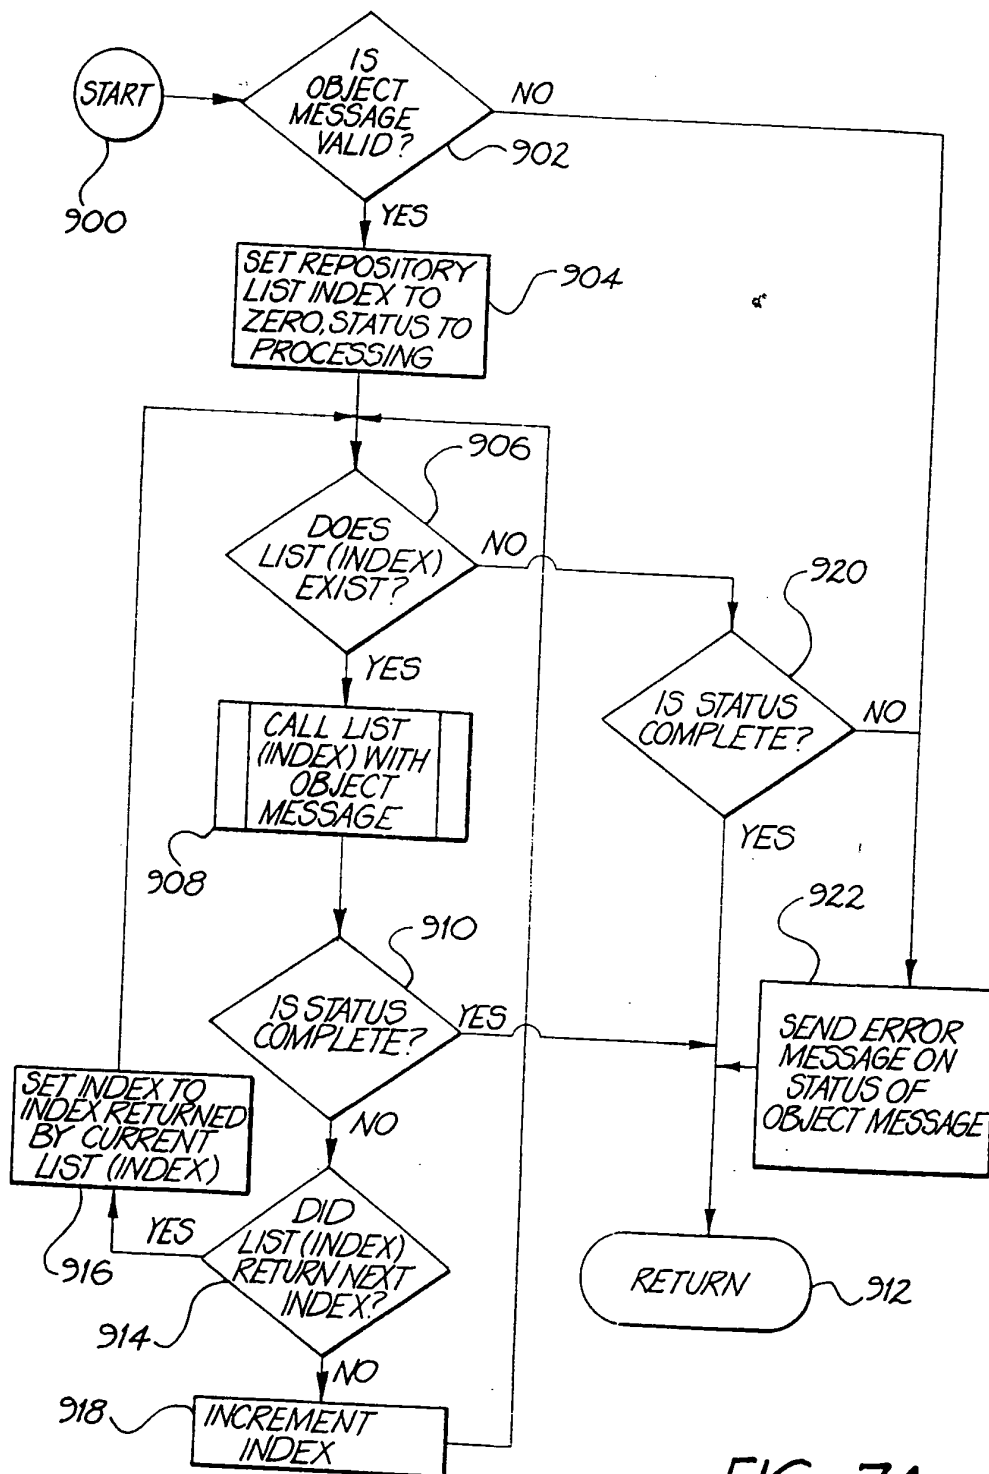 START
900
IS
OBJECT
MESSAGE
VALID?
902
NO
YES
SET REPOSITORY
LIST INDEX TO
ZERO, STATUS TO
PROCESSING
904
906
DOES
LIST (INDEX)
EXIST?
NO
YES
920
IS STATUS
COMPLETE?
NO
YES
CALL LIST
(INDEX) WITH
OBJECT
MESSAGE
908
910
IS STATUS
COMPLETE?
YES
NO
922
SEND ERROR
MESSAGE ON
STATUS OF
OBJECT MESSAGE
SET INDEX TO
INDEX RETURNED
BY CURRENT
LIST (INDEX)
916
YES
DID
LIST (INDEX)
RETURN NEXT
INDEX?
914
NO
RETURN
912
918
INCREMENT
INDEX